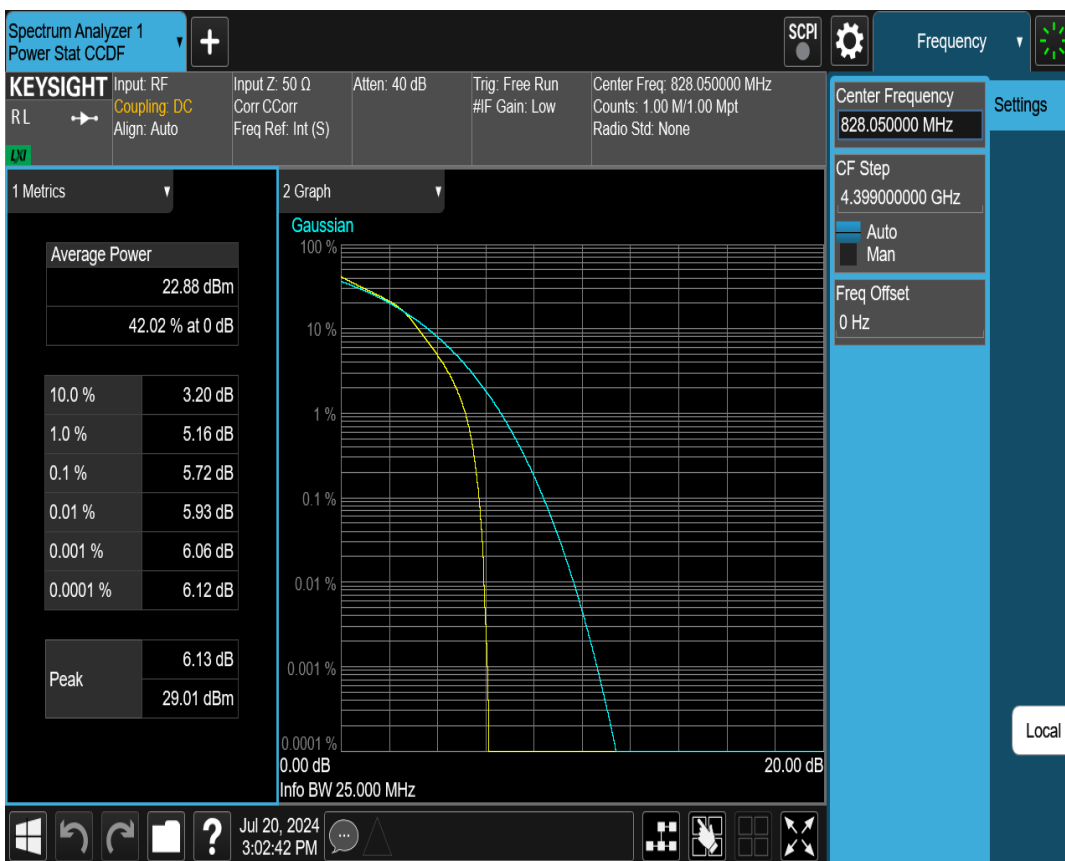 Spectrum Analyzer 1
Power Stat CCDF
+
SCPI
Frequency
KEYSIGHT
RL
LXI
Input: RF
Coupling: DC
Align: Auto
Input Z: 50 Ω
Corr CCorr
Freq Ref: Int (S)
Atten: 40 dB
Trig: Free Run
#IF Gain: Low
Center Freq: 828.050000 MHz
Counts: 1.00 M/1.00 Mpt
Radio Std: None
Center Frequency
828.050000 MHz
Settings
CF Step
4.399000000 GHz
Auto
Man
Freq Offset
0 Hz
1 Metrics
Average Power
22.88 dBm
42.02 % at 0 dB
10.0 % 3.20 dB
1.0 % 5.16 dB
0.1 % 5.72 dB
0.01 % 5.93 dB
0.001 % 6.06 dB
0.0001 % 6.12 dB
Peak
6.13 dB
29.01 dBm
2 Graph
Gaussian
100 %
10 %
1 %
0.1 %
0.01 %
0.001 %
0.0001 %
0.00 dB 20.00 dB
Info BW 25.000 MHz
Local
?
Jul 20, 2024
3:02:42 PM